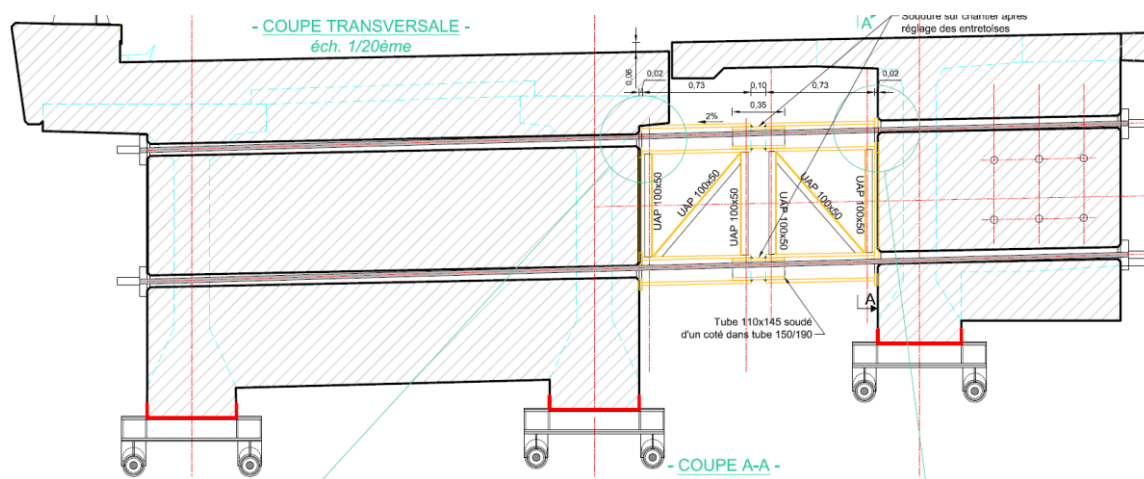 - COUPE TRANSVERSALE -
éch. 1/20ème
A
Soudure sur chantier après
réglage des entretoises
0,06
0,02
0,73
0,10
0,73
0,02
0,35
2%
UAP 100x50
UAP 100x50
UAP 100x50
UAP 100x50
UAP 100x50
UAP 100x50
A
Tube 110x145 soudé
d'un coté dans tube 150/190
- COUPE A-A -